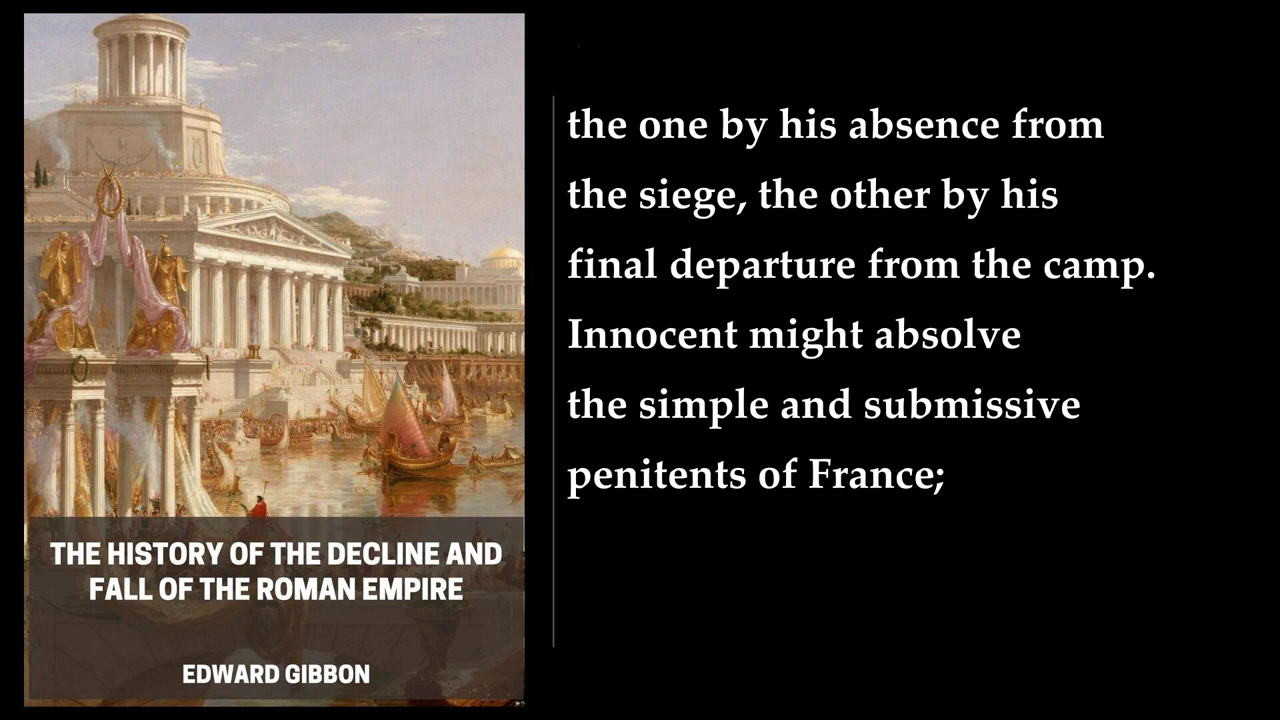 the one by his absence from
the siege, the other by his
final departure from the camp.
Innocent might absolve
the simple and submissive
penitents of France;
THE HISTORY OF THE DECLINE AND
FALL OF THE ROMAN EMPIRE
EDWARD GIBBON